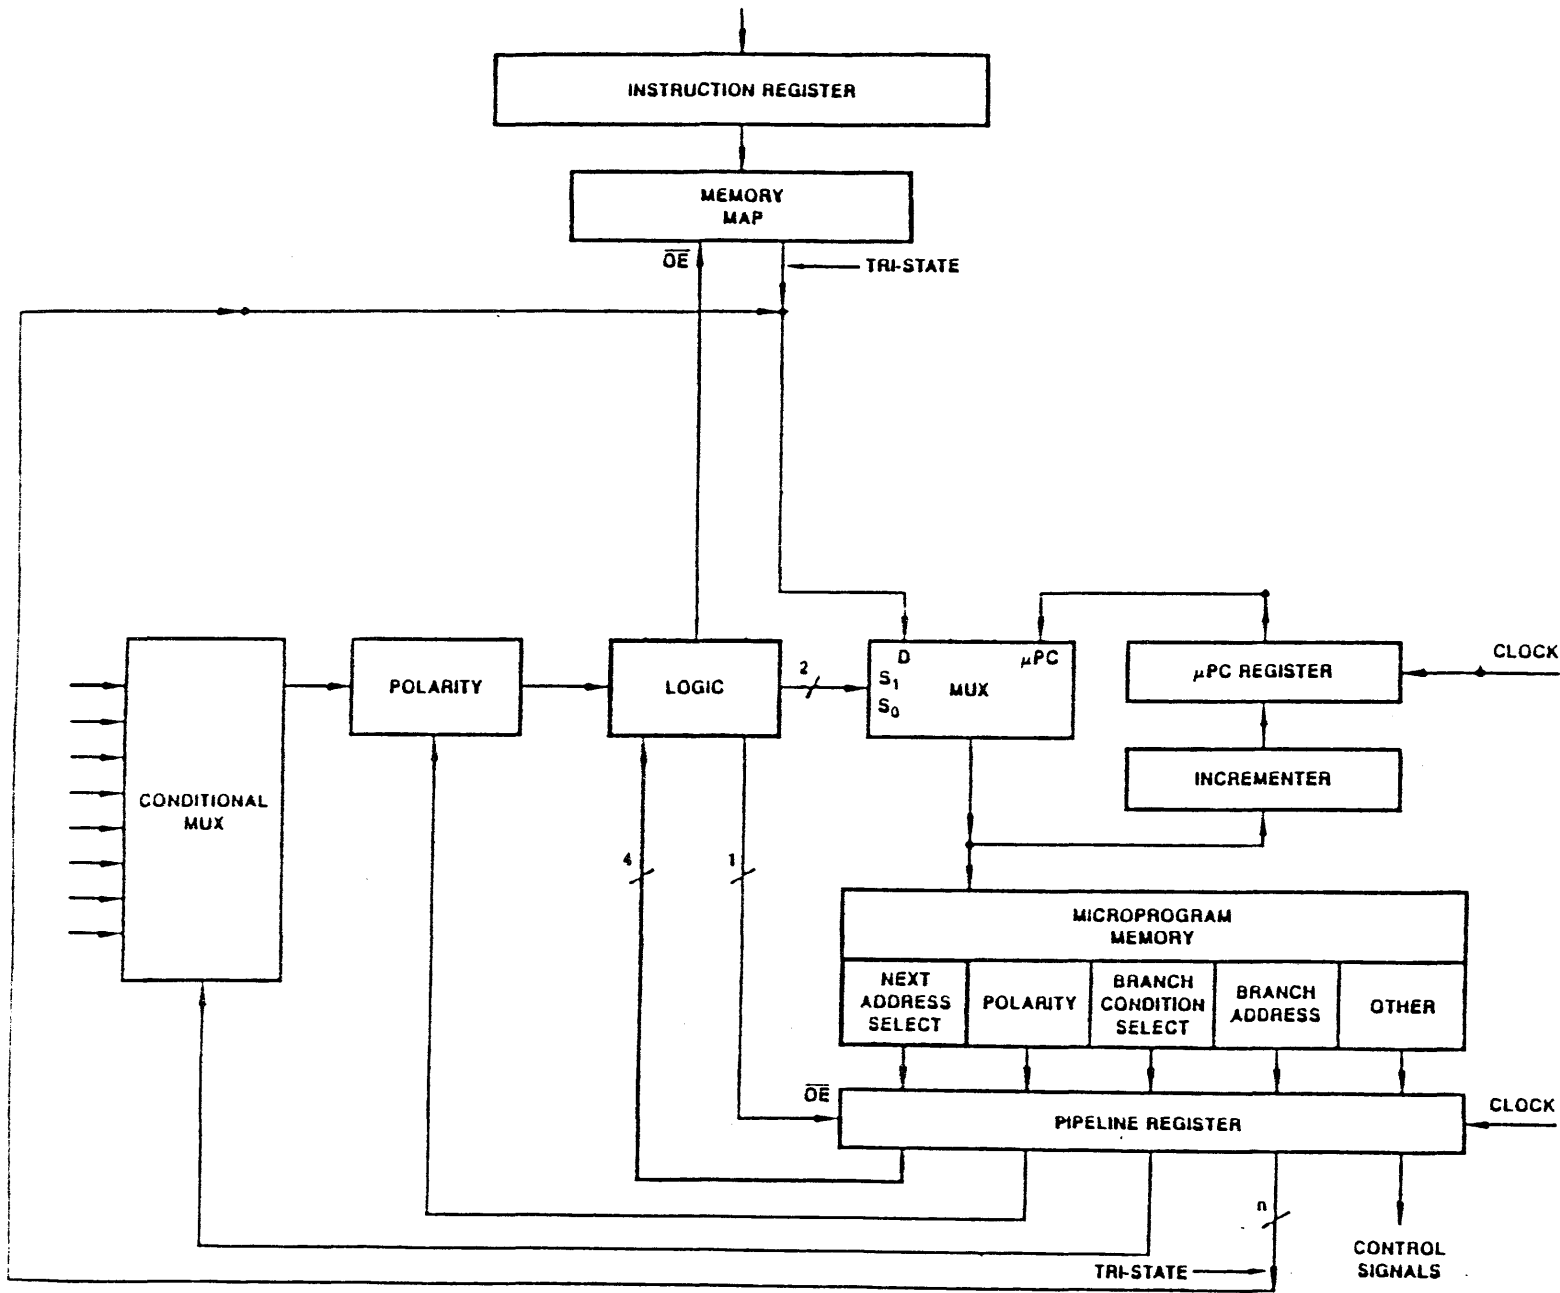 INSTRUCTION REGISTER
MEMORY
MAP
OE
TRI-STATE
CONDITIONAL
MUX
POLARITY
LOGIC
2
D
μPC
S1
S0
MUX
μPC REGISTER
CLOCK
INCREMENTER
4
1
MICROPROGRAM
MEMORY
NEXT
ADDRESS
SELECT
POLARITY
BRANCH
CONDITION
SELECT
BRANCH
ADDRESS
OTHER
OE
PIPELINE REGISTER
CLOCK
n
TRI-STATE
CONTROL
SIGNALS